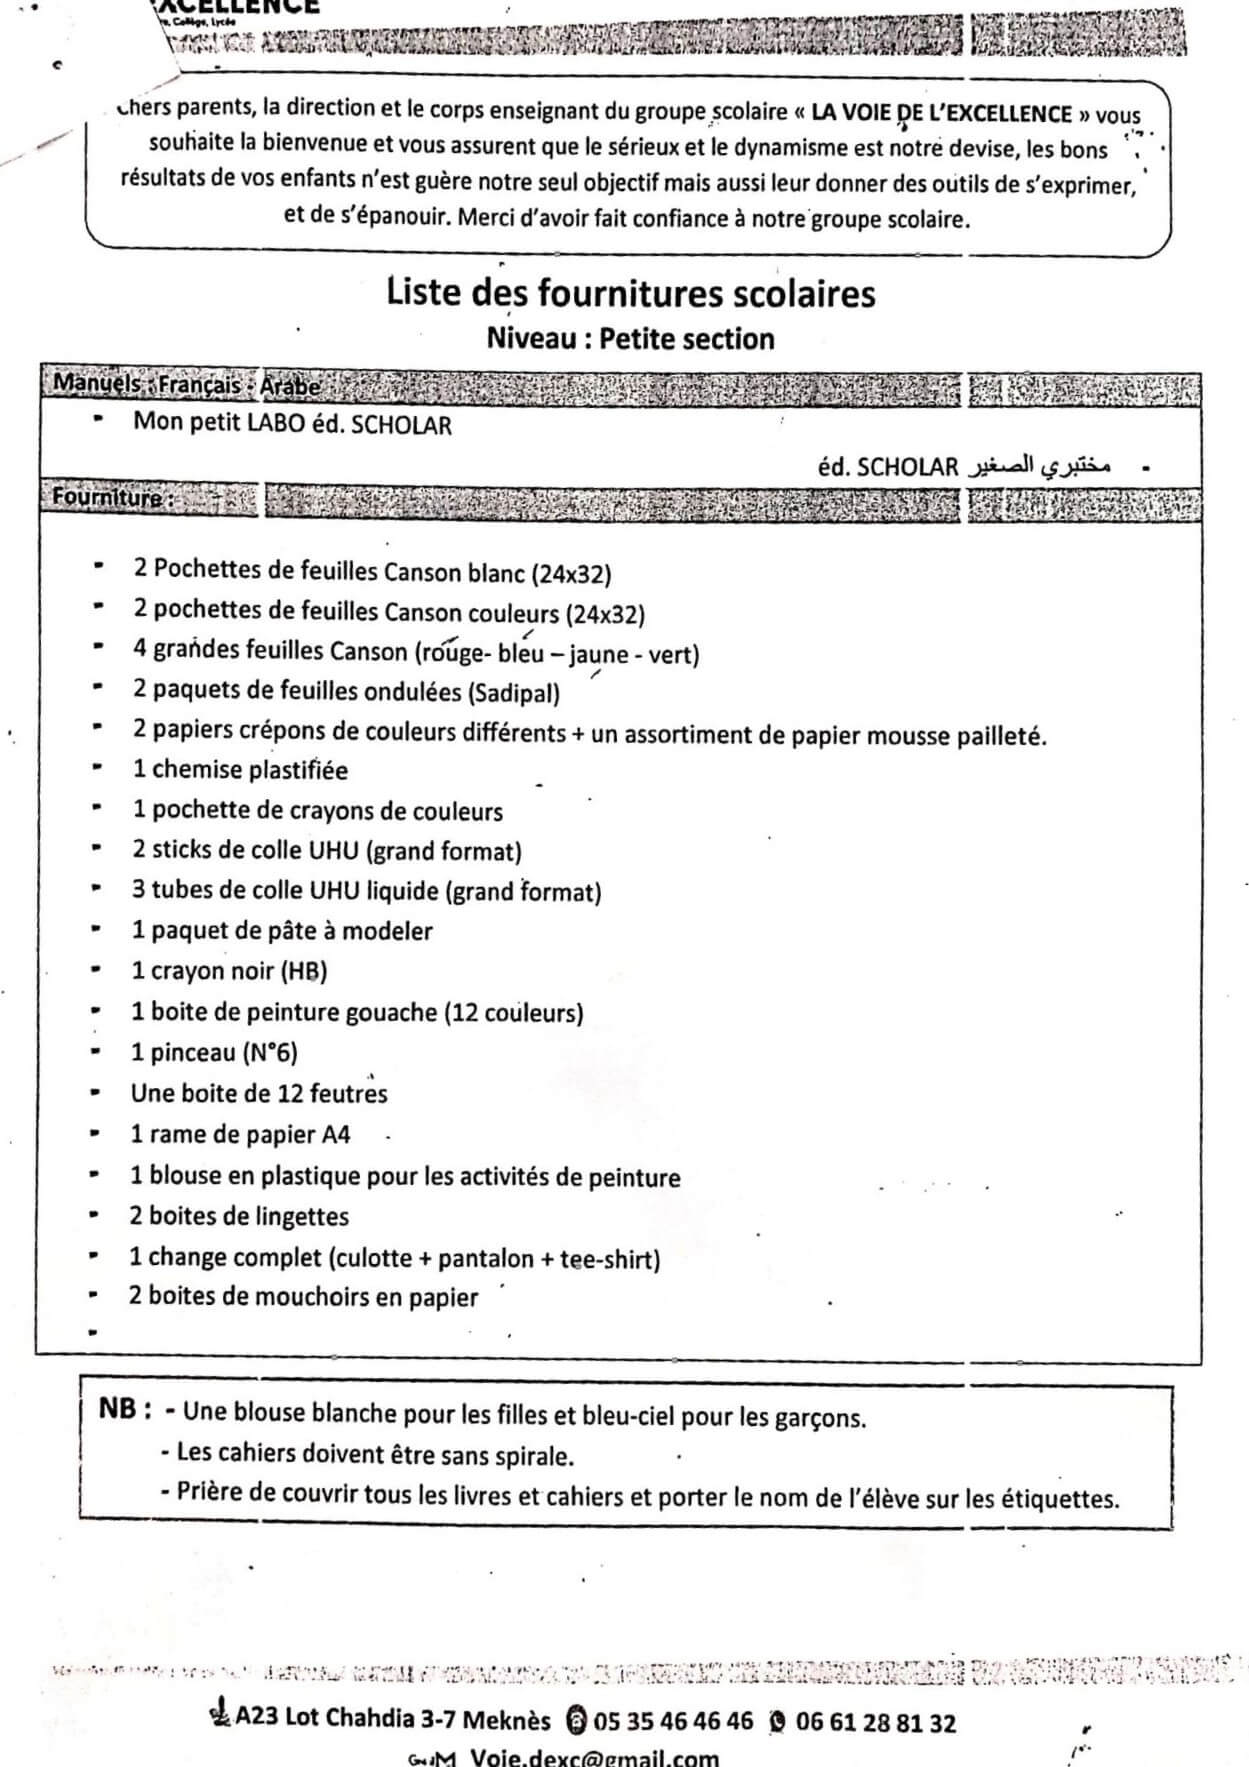 XCELLENCE
Collège, Lycée
Chers parents, la direction et le corps enseignant du groupe scolaire « LA VOIE DE L'EXCELLENCE » vous
souhaite la bienvenue et vous assurent que le sérieux et le dynamisme est notre devise, les bons
résultats de vos enfants n'est guère notre seul objectif mais aussi leur donner des outils de s'exprimer,
et de s'épanouir. Merci d'avoir fait confiance à notre groupe scolaire.
Liste des fournitures scolaires
Niveau : Petite section
Manuels : Français - Arabe
- Mon petit LABO éd. SCHOLAR
- مختبري الصغير éd. SCHOLAR
Fourniture :
- 2 Pochettes de feuilles Canson blanc (24x32)
- 2 pochettes de feuilles Canson couleurs (24x32)
- 4 grandes feuilles Canson (rouge- bleu – jaune - vert)
- 2 paquets de feuilles ondulées (Sadipal)
- 2 papiers crépons de couleurs différents + un assortiment de papier mousse pailleté.
- 1 chemise plastifiée
- 1 pochette de crayons de couleurs
- 2 sticks de colle UHU (grand format)
- 3 tubes de colle UHU liquide (grand format)
- 1 paquet de pâte à modeler
- 1 crayon noir (HB)
- 1 boite de peinture gouache (12 couleurs)
- 1 pinceau (N°6)
- Une boite de 12 feutres
- 1 rame de papier A4
- 1 blouse en plastique pour les activités de peinture
- 2 boites de lingettes
- 1 change complet (culotte + pantalon + tee-shirt)
- 2 boites de mouchoirs en papier
-
NB : - Une blouse blanche pour les filles et bleu-ciel pour les garçons.
- Les cahiers doivent être sans spirale.
- Prière de couvrir tous les livres et cahiers et porter le nom de l'élève sur les étiquettes.
A23 Lot Chahdia 3-7 Meknès 05 35 46 46 46 06 61 28 81 32
Voie.dexc@gmail.com